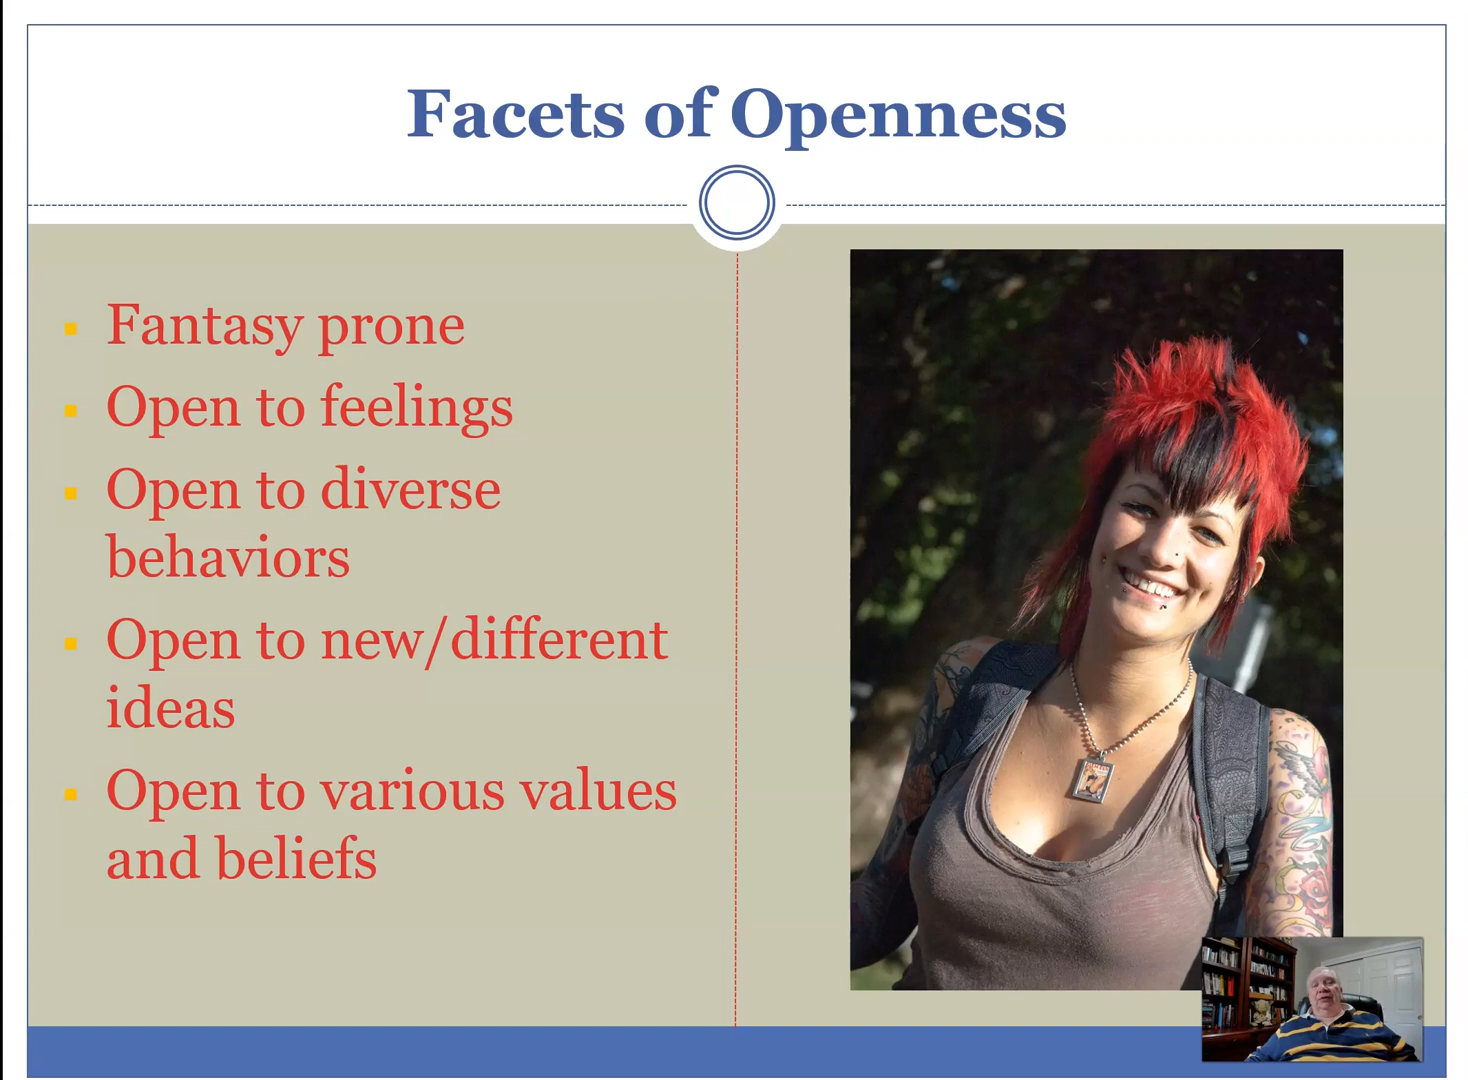 Facets of Openness
Fantasy prone
Open to feelings
Open to diverse
behaviors
Open to new/different
ideas
Open to various values
and beliefs